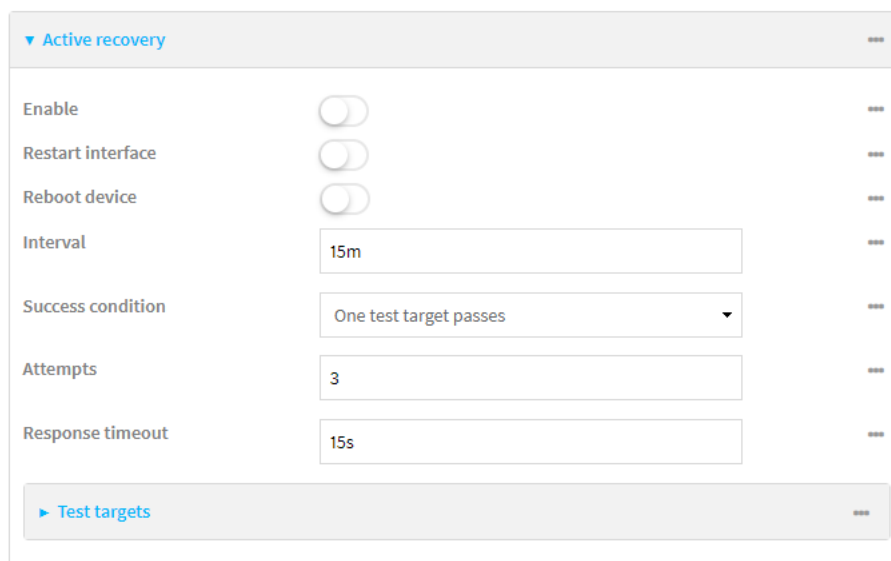 Active recovery
Enable
Restart interface
Reboot device
Interval
15m
Success condition
One test target passes
Attempts
3
Response timeout
15s
Test targets